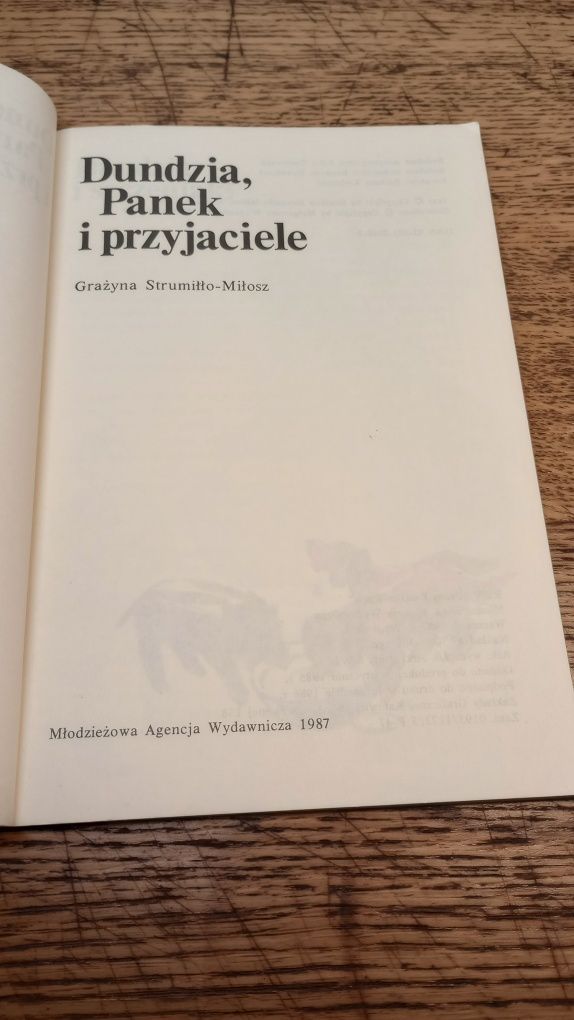 Dundzia,
Panek
i przyjaciele
Grażyna Strumiłło-Miłosz
Młodzieżowa Agencja Wydawnicza 1987